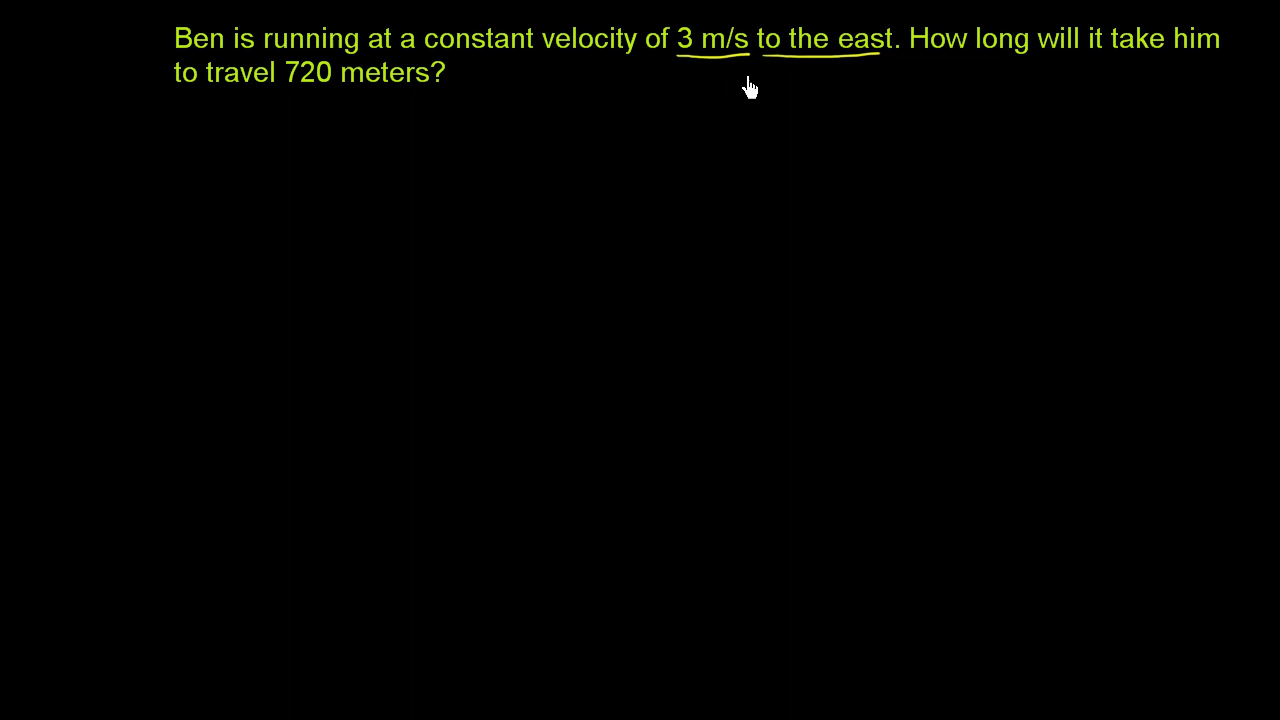 Ben is running at a constant velocity of 3 m/s to the east. How long will it take him
to travel 720 meters?